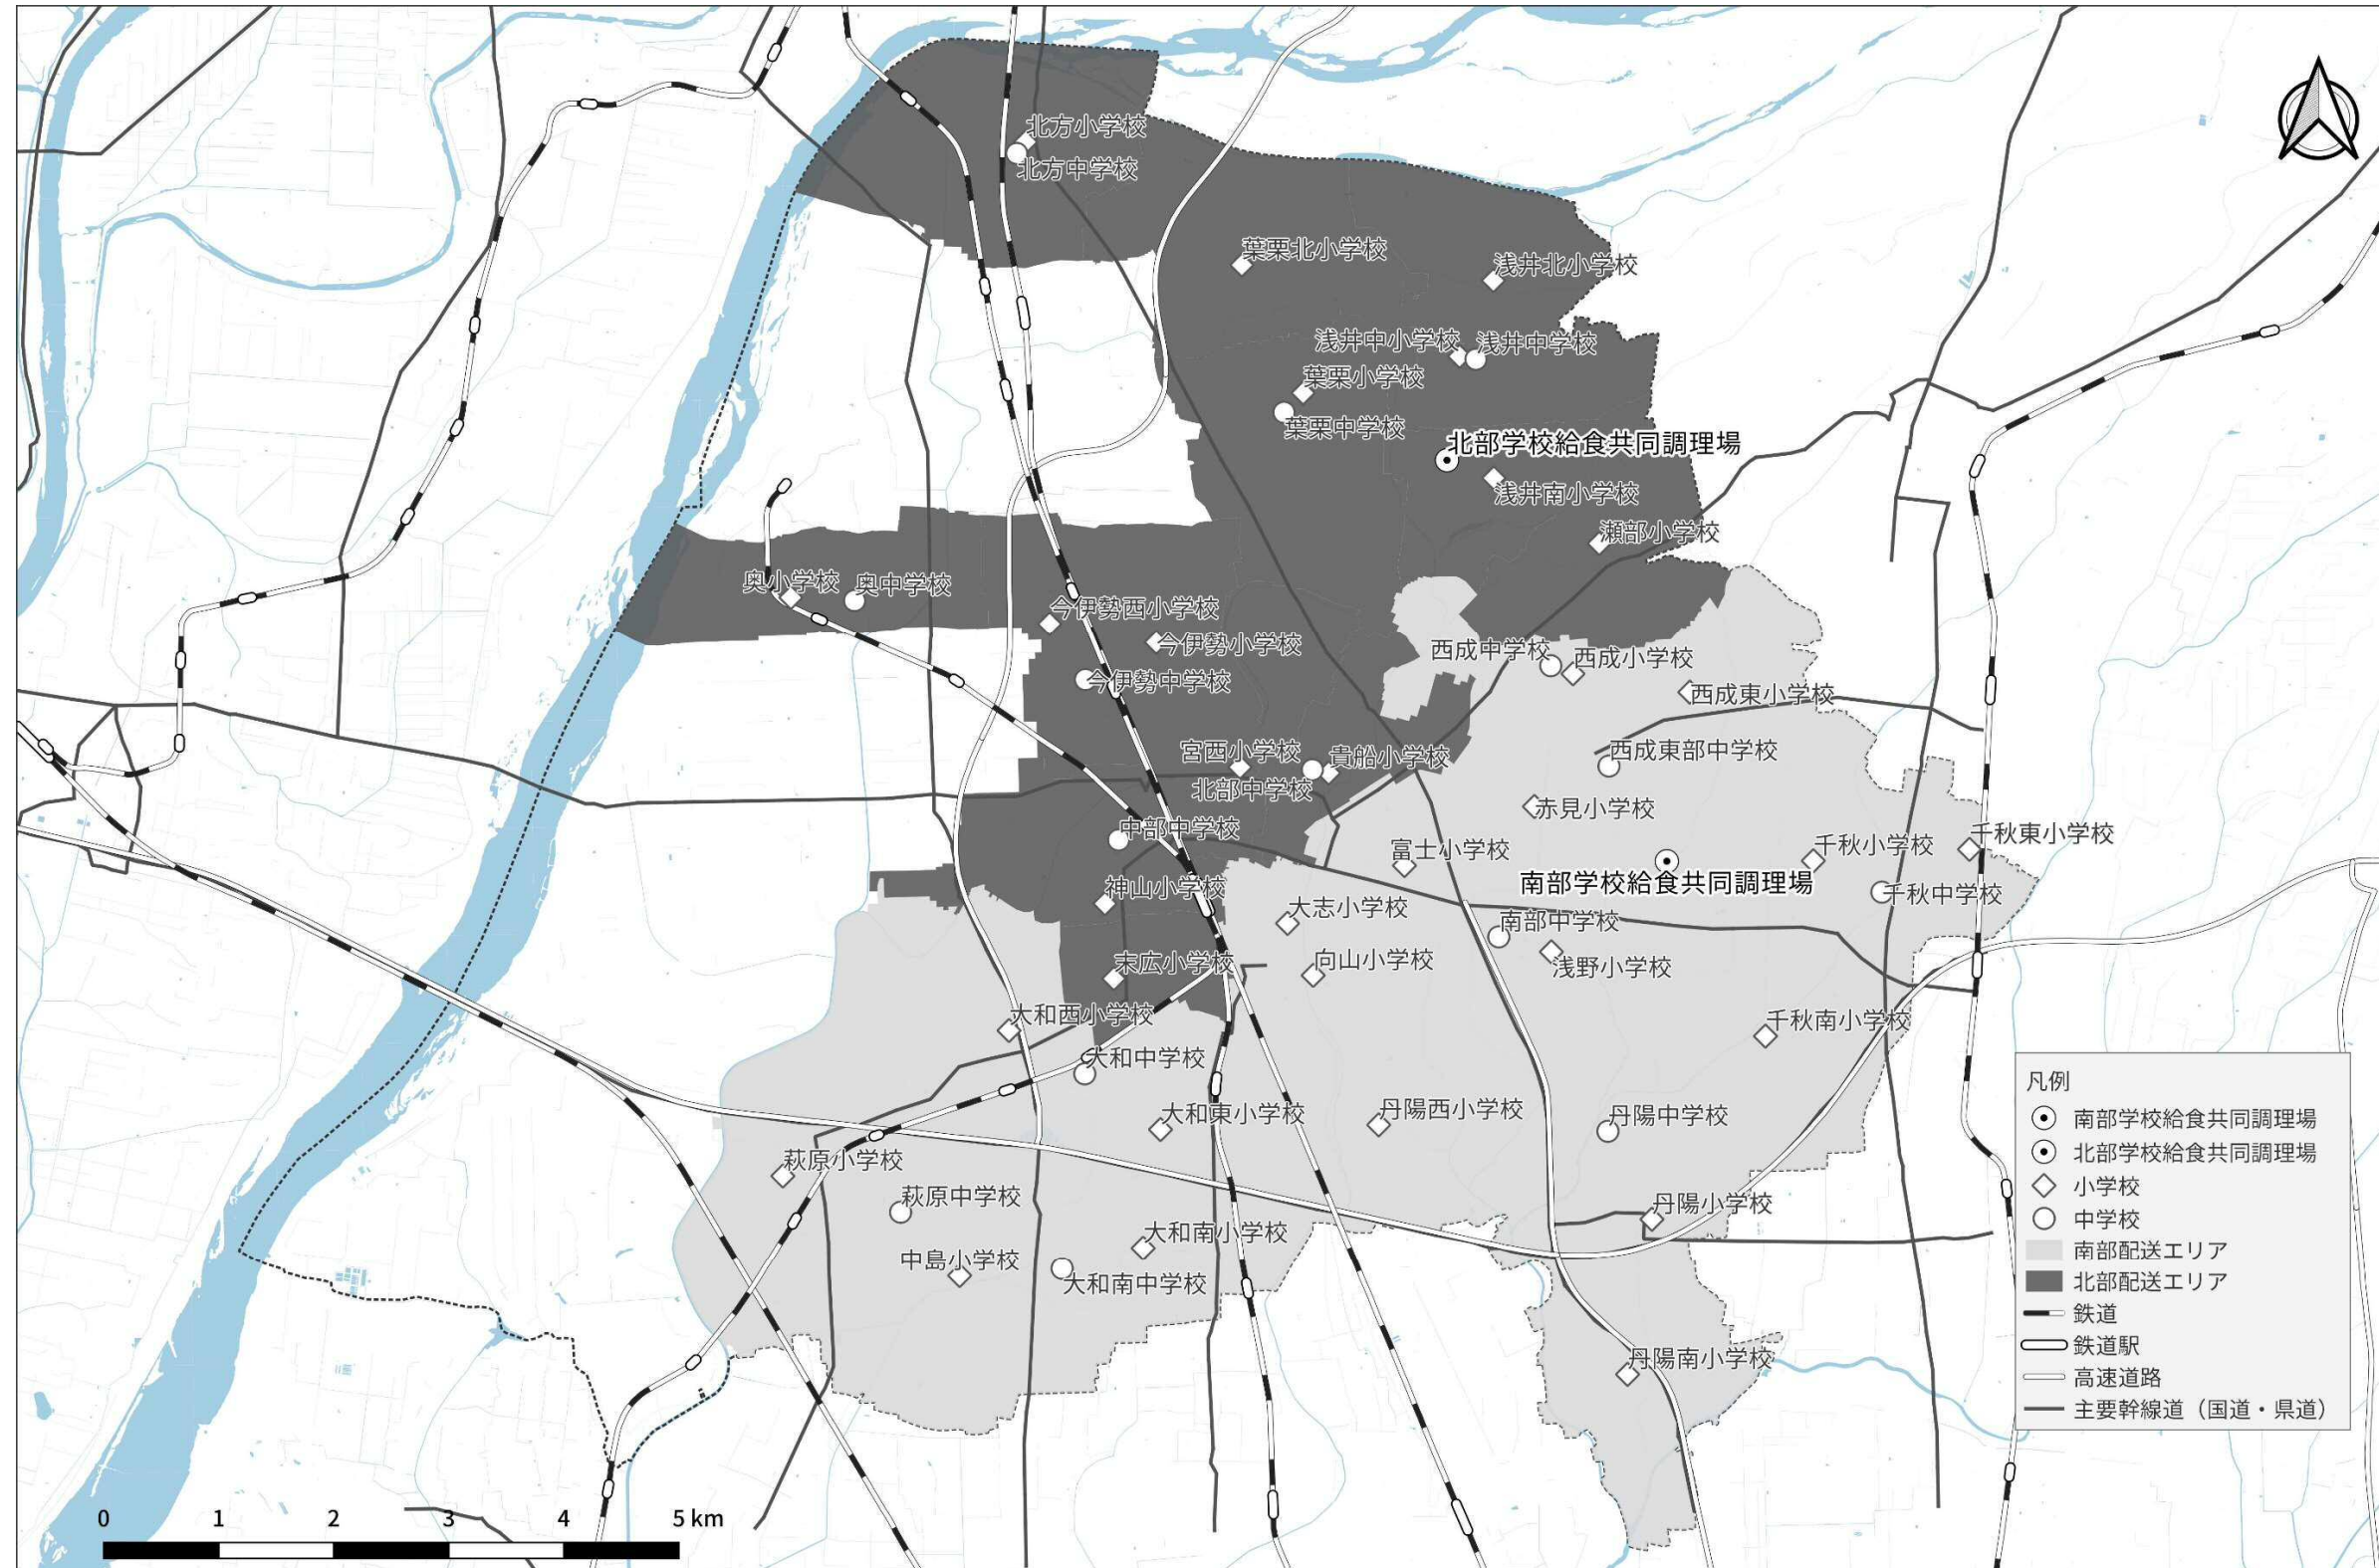 北方小学校
北方中学校
葉栗北小学校
浅井北小学校
浅井中小学校
浅井中学校
葉栗小学校
葉栗中学校
北部学校給食共同調理場
浅井南小学校
瀬部小学校
奥小学校
奥中学校
今伊勢西小学校
今伊勢小学校
今伊勢中学校
西成中学校
西成小学校
西成東小学校
宮西小学校
貴船小学校
北部中学校
西成東部中学校
赤見小学校
中部中学校
富士小学校
千秋小学校
千秋東小学校
南部学校給食共同調理場
千秋中学校
神山小学校
大志小学校
南部中学校
末広小学校
向山小学校
浅野小学校
大和西小学校
千秋南小学校
大和中学校
大和東小学校
丹陽西小学校
丹陽中学校
萩原小学校
萩原中学校
丹陽小学校
大和南小学校
中島小学校
大和南中学校
丹陽南小学校
凡例
南部学校給食共同調理場
北部学校給食共同調理場
小学校
中学校
南部配送エリア
北部配送エリア
鉄道
鉄道駅
高速道路
主要幹線道（国道・県道）
0 1 2 3 4 5 km